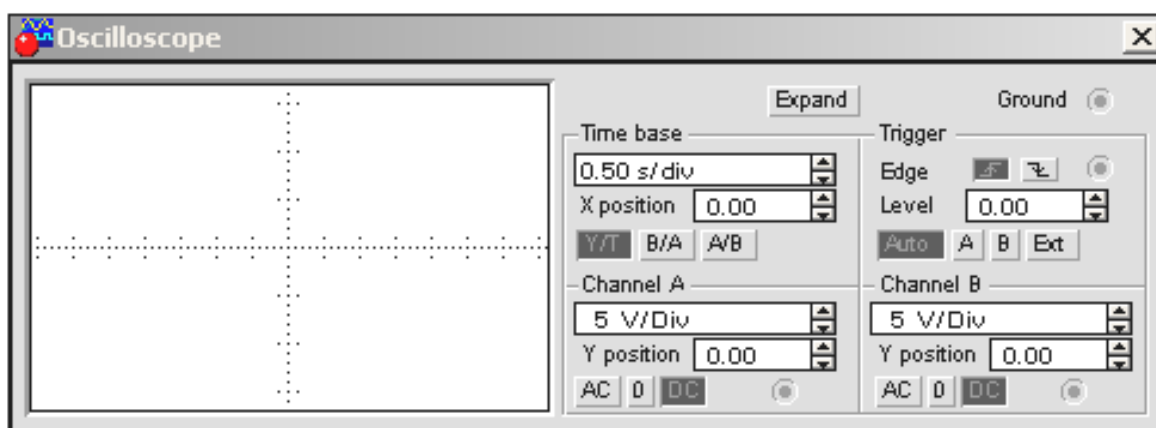 Oscilloscope
Expand Ground
Time base Trigger
0.50 s/div Edge
X position 0.00 Level 0.00
Y/T B/A A/B Auto A B Ext
Channel A Channel B
5 V/Div 5 V/Div
Y position 0.00 Y position 0.00
AC 0 DC AC 0 DC